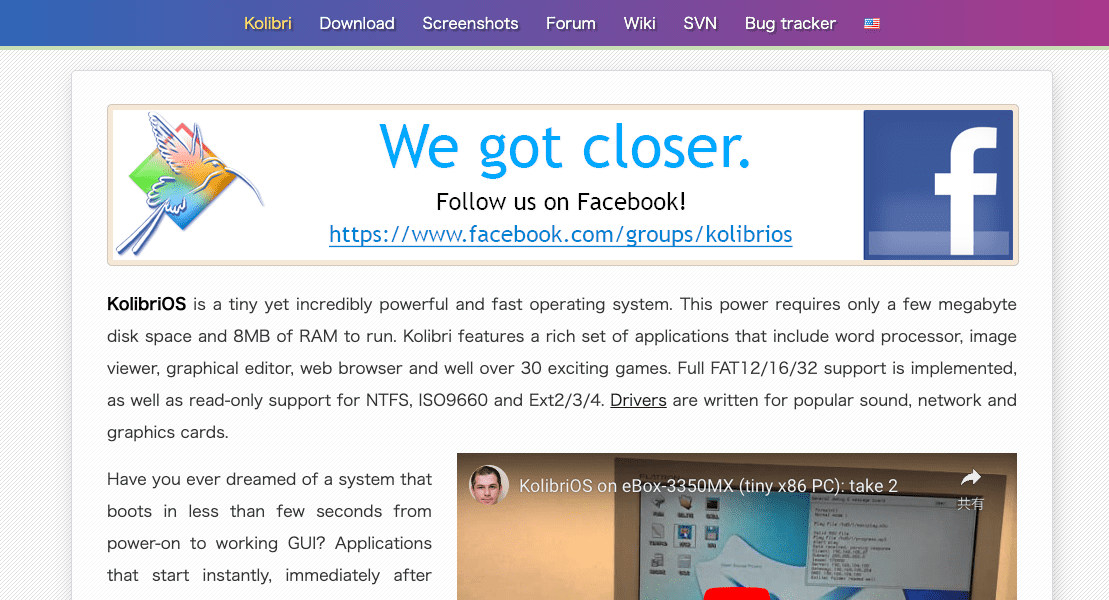 Kolibri Download Screenshots Forum Wiki SVN Bug tracker
We got closer.
Follow us on Facebook!
https://www.facebook.com/groups/kolibrios
KolibriOS is a tiny yet incredibly powerful and fast operating system. This power requires only a few megabyte
disk space and 8MB of RAM to run. Kolibri features a rich set of applications that include word processor, image
viewer, graphical editor, web browser and well over 30 exciting games. Full FAT12/16/32 support is implemented,
as well as read-only support for NTFS, ISO9660 and Ext2/3/4. Drivers are written for popular sound, network and
graphics cards.
Have you ever dreamed of a system that
boots in less than few seconds from
power-on to working GUI? Applications
that start instantly, immediately after
KolibriOS on eBox-3350MX (tiny x86 PC): take 2
共有